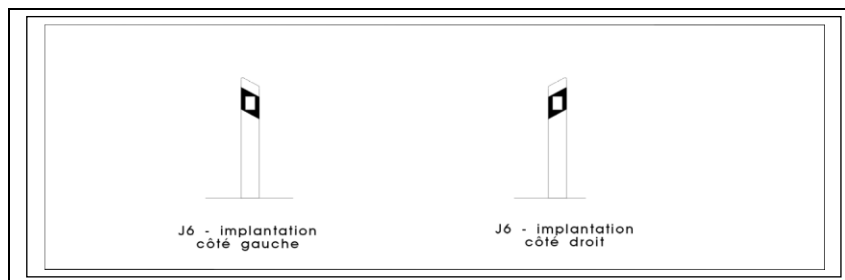 J6 - implantation
côté gauche
J6 - implantation
côté droit